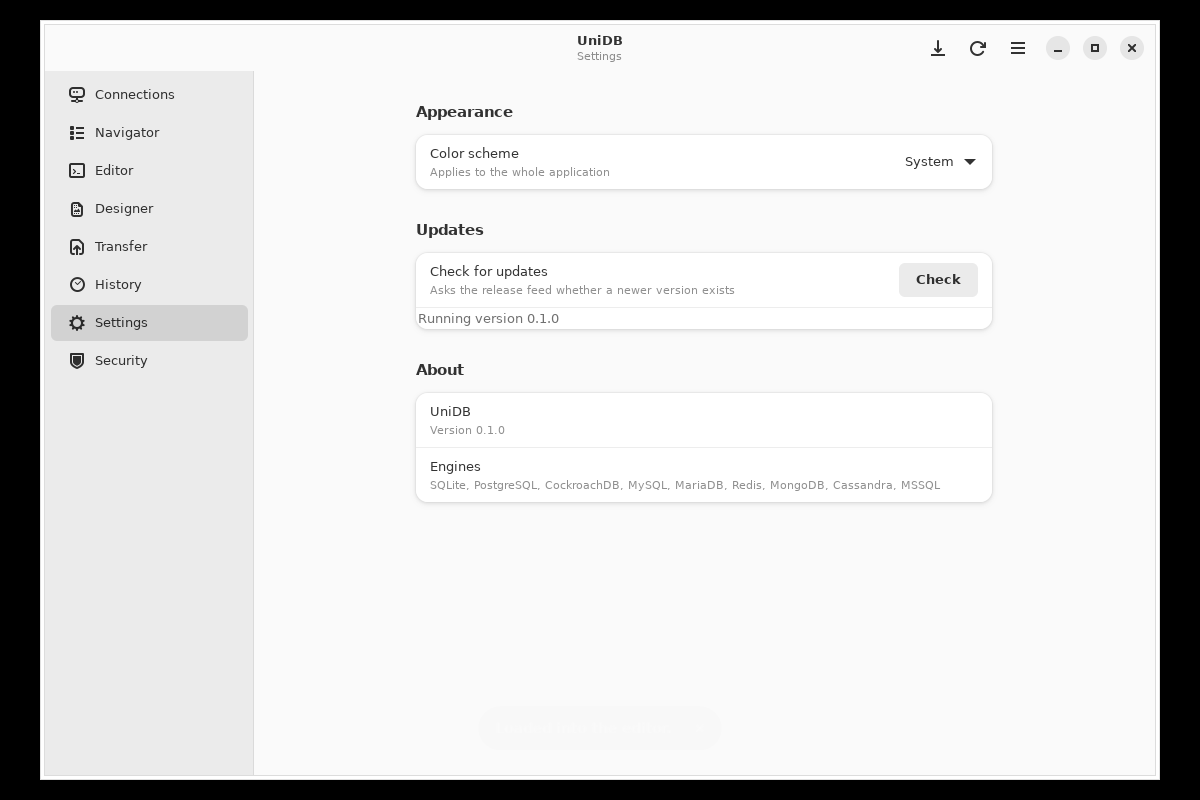 UniDB
Settings
Connections
Navigator
Editor
Designer
Transfer
History
Settings
Security
Appearance
Color scheme
Applies to the whole application
System
Updates
Check for updates
Asks the release feed whether a newer version exists
Check
Running version 0.1.0
About
UniDB
Version 0.1.0
Engines
SQLite, PostgreSQL, CockroachDB, MySQL, MariaDB, Redis, MongoDB, Cassandra, MSSQL